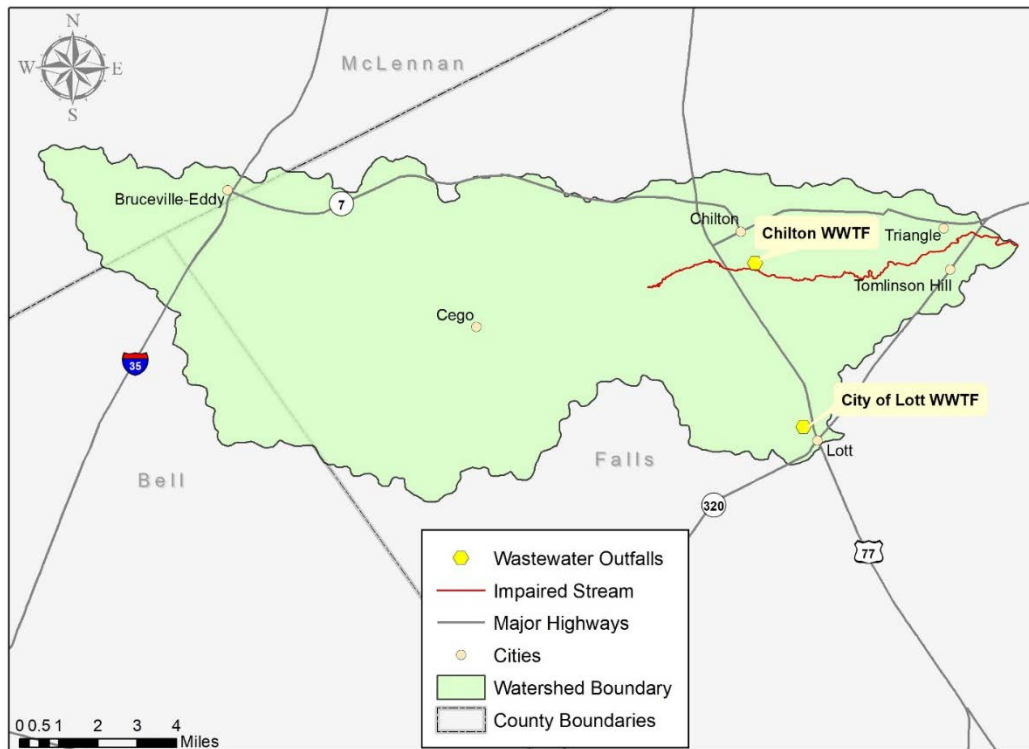 N
W E
S
McLennan
Bruceville-Eddy
7
Chilton
Chilton WWTF
Triangle
Tomlinson Hill
Cego
35
City of Lott WWTF
Lott
Falls
Bell
320
77
Wastewater Outfalls
Impaired Stream
Major Highways
Cities
Watershed Boundary
County Boundaries
0 0.5 1 2 3 4
Miles